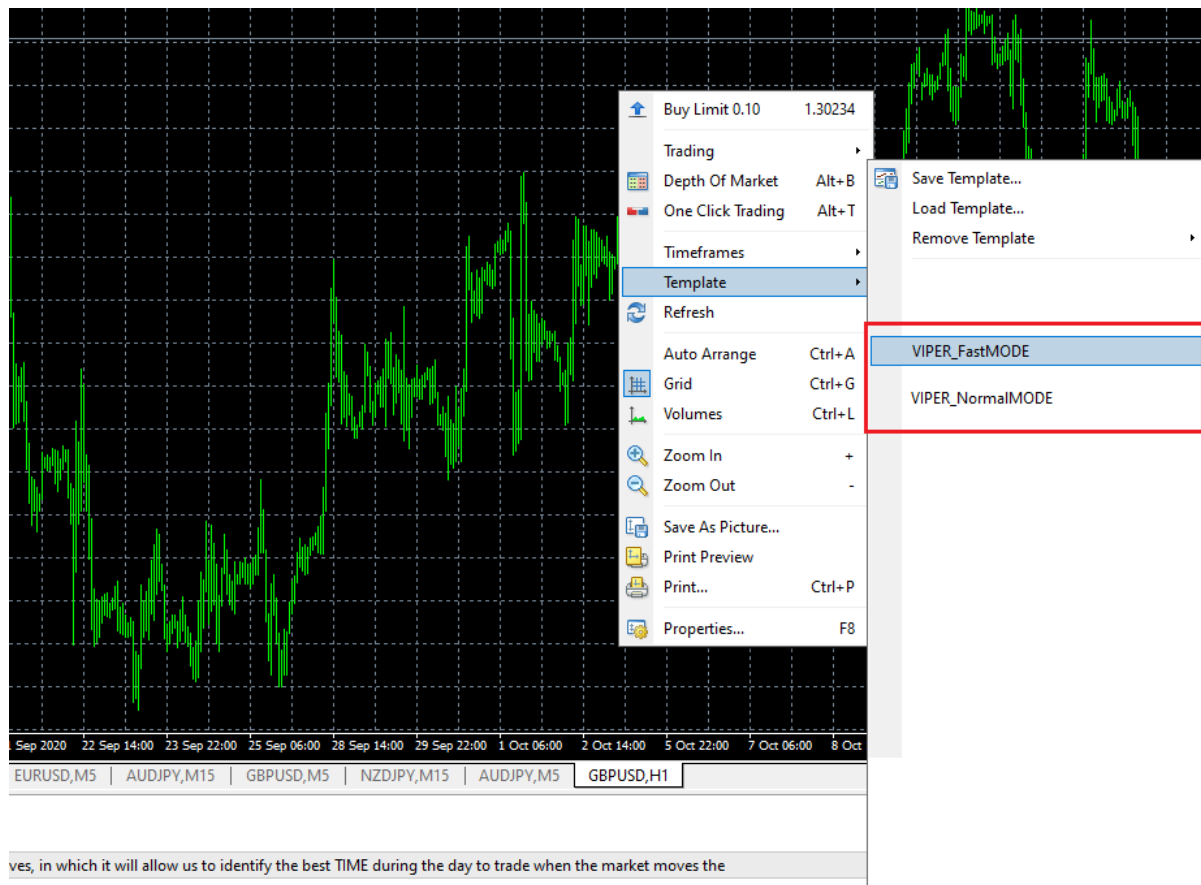 Buy Limit 0.10 1.30234
Trading
Depth Of Market Alt+B
One Click Trading Alt+T
Timeframes
Template
Refresh
Auto Arrange Ctrl+A
Grid Ctrl+G
Volumes Ctrl+L
Zoom In +
Zoom Out -
Save As Picture...
Print Preview
Print... Ctrl+P
Properties... F8
Save Template...
Load Template...
Remove Template
VIPER_FastMODE
VIPER_NormalMODE
Sep 2020 22 Sep 14:00 23 Sep 22:00 25 Sep 06:00 28 Sep 14:00 29 Sep 22:00 1 Oct 06:00 2 Oct 14:00 5 Oct 22:00 7 Oct 06:00 8 Oct
EURUSD,M5 | AUDJPY,M15 | GBPUSD,M5 | NZDJPY,M15 | AUDJPY,M5 GBPUSD,H1
ves, in which it will allow us to identify the best TIME during the day to trade when the market moves the